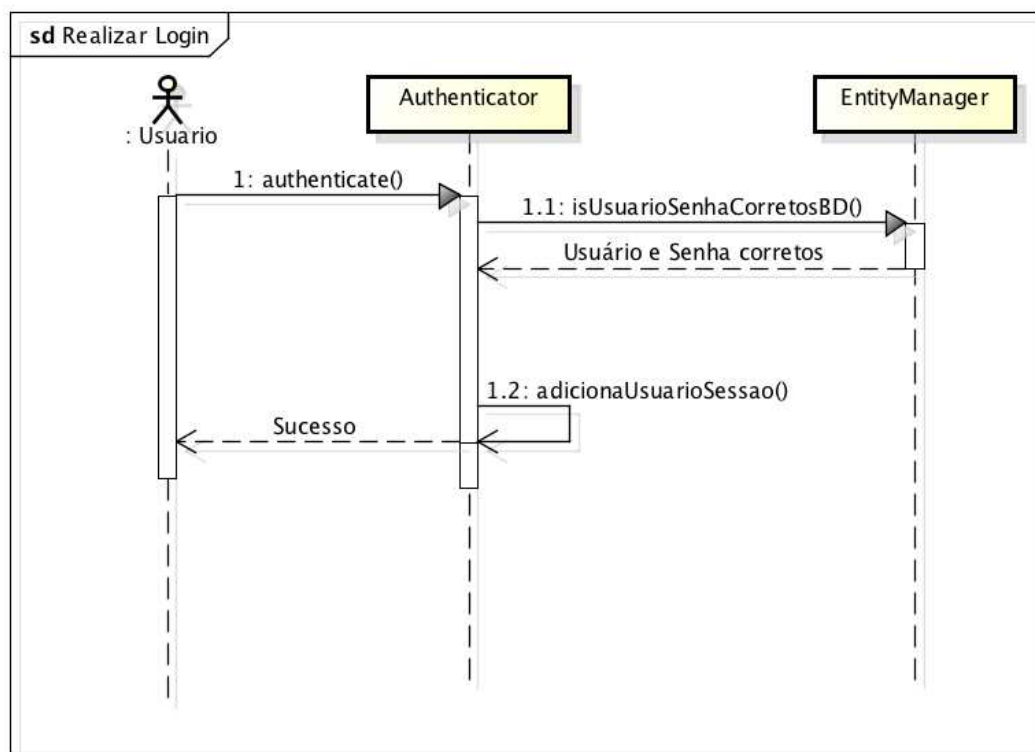 sd Realizar Login
Authenticator
EntityManager
: Usuario
1: authenticate()
1.1: isUsuarioSenhaCorretosBD()
Usuário e Senha corretos
1.2: adicionaUsuarioSessao()
Sucesso